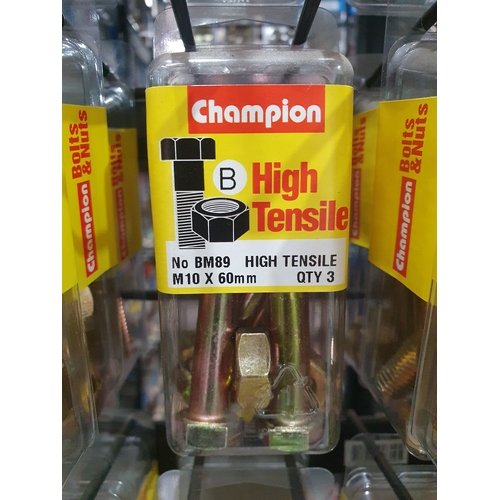 Champion
B High
Tensile
No BM89 HIGH TENSILE
M10 X 60mm QTY 3
Champion Bolts
& Nuts
Champion Bolts
& Nuts